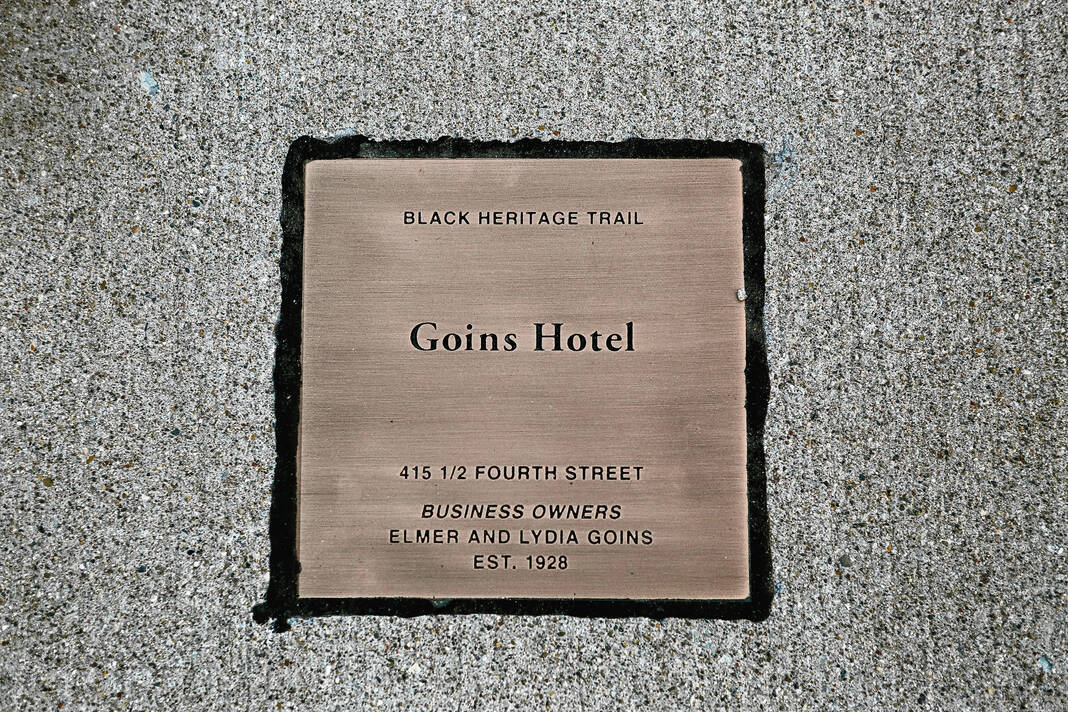 BLACK HERITAGE TRAIL
Goins Hotel
415 1/2 FOURTH STREET
BUSINESS OWNERS
ELMER AND LYDIA GOINS
EST. 1928